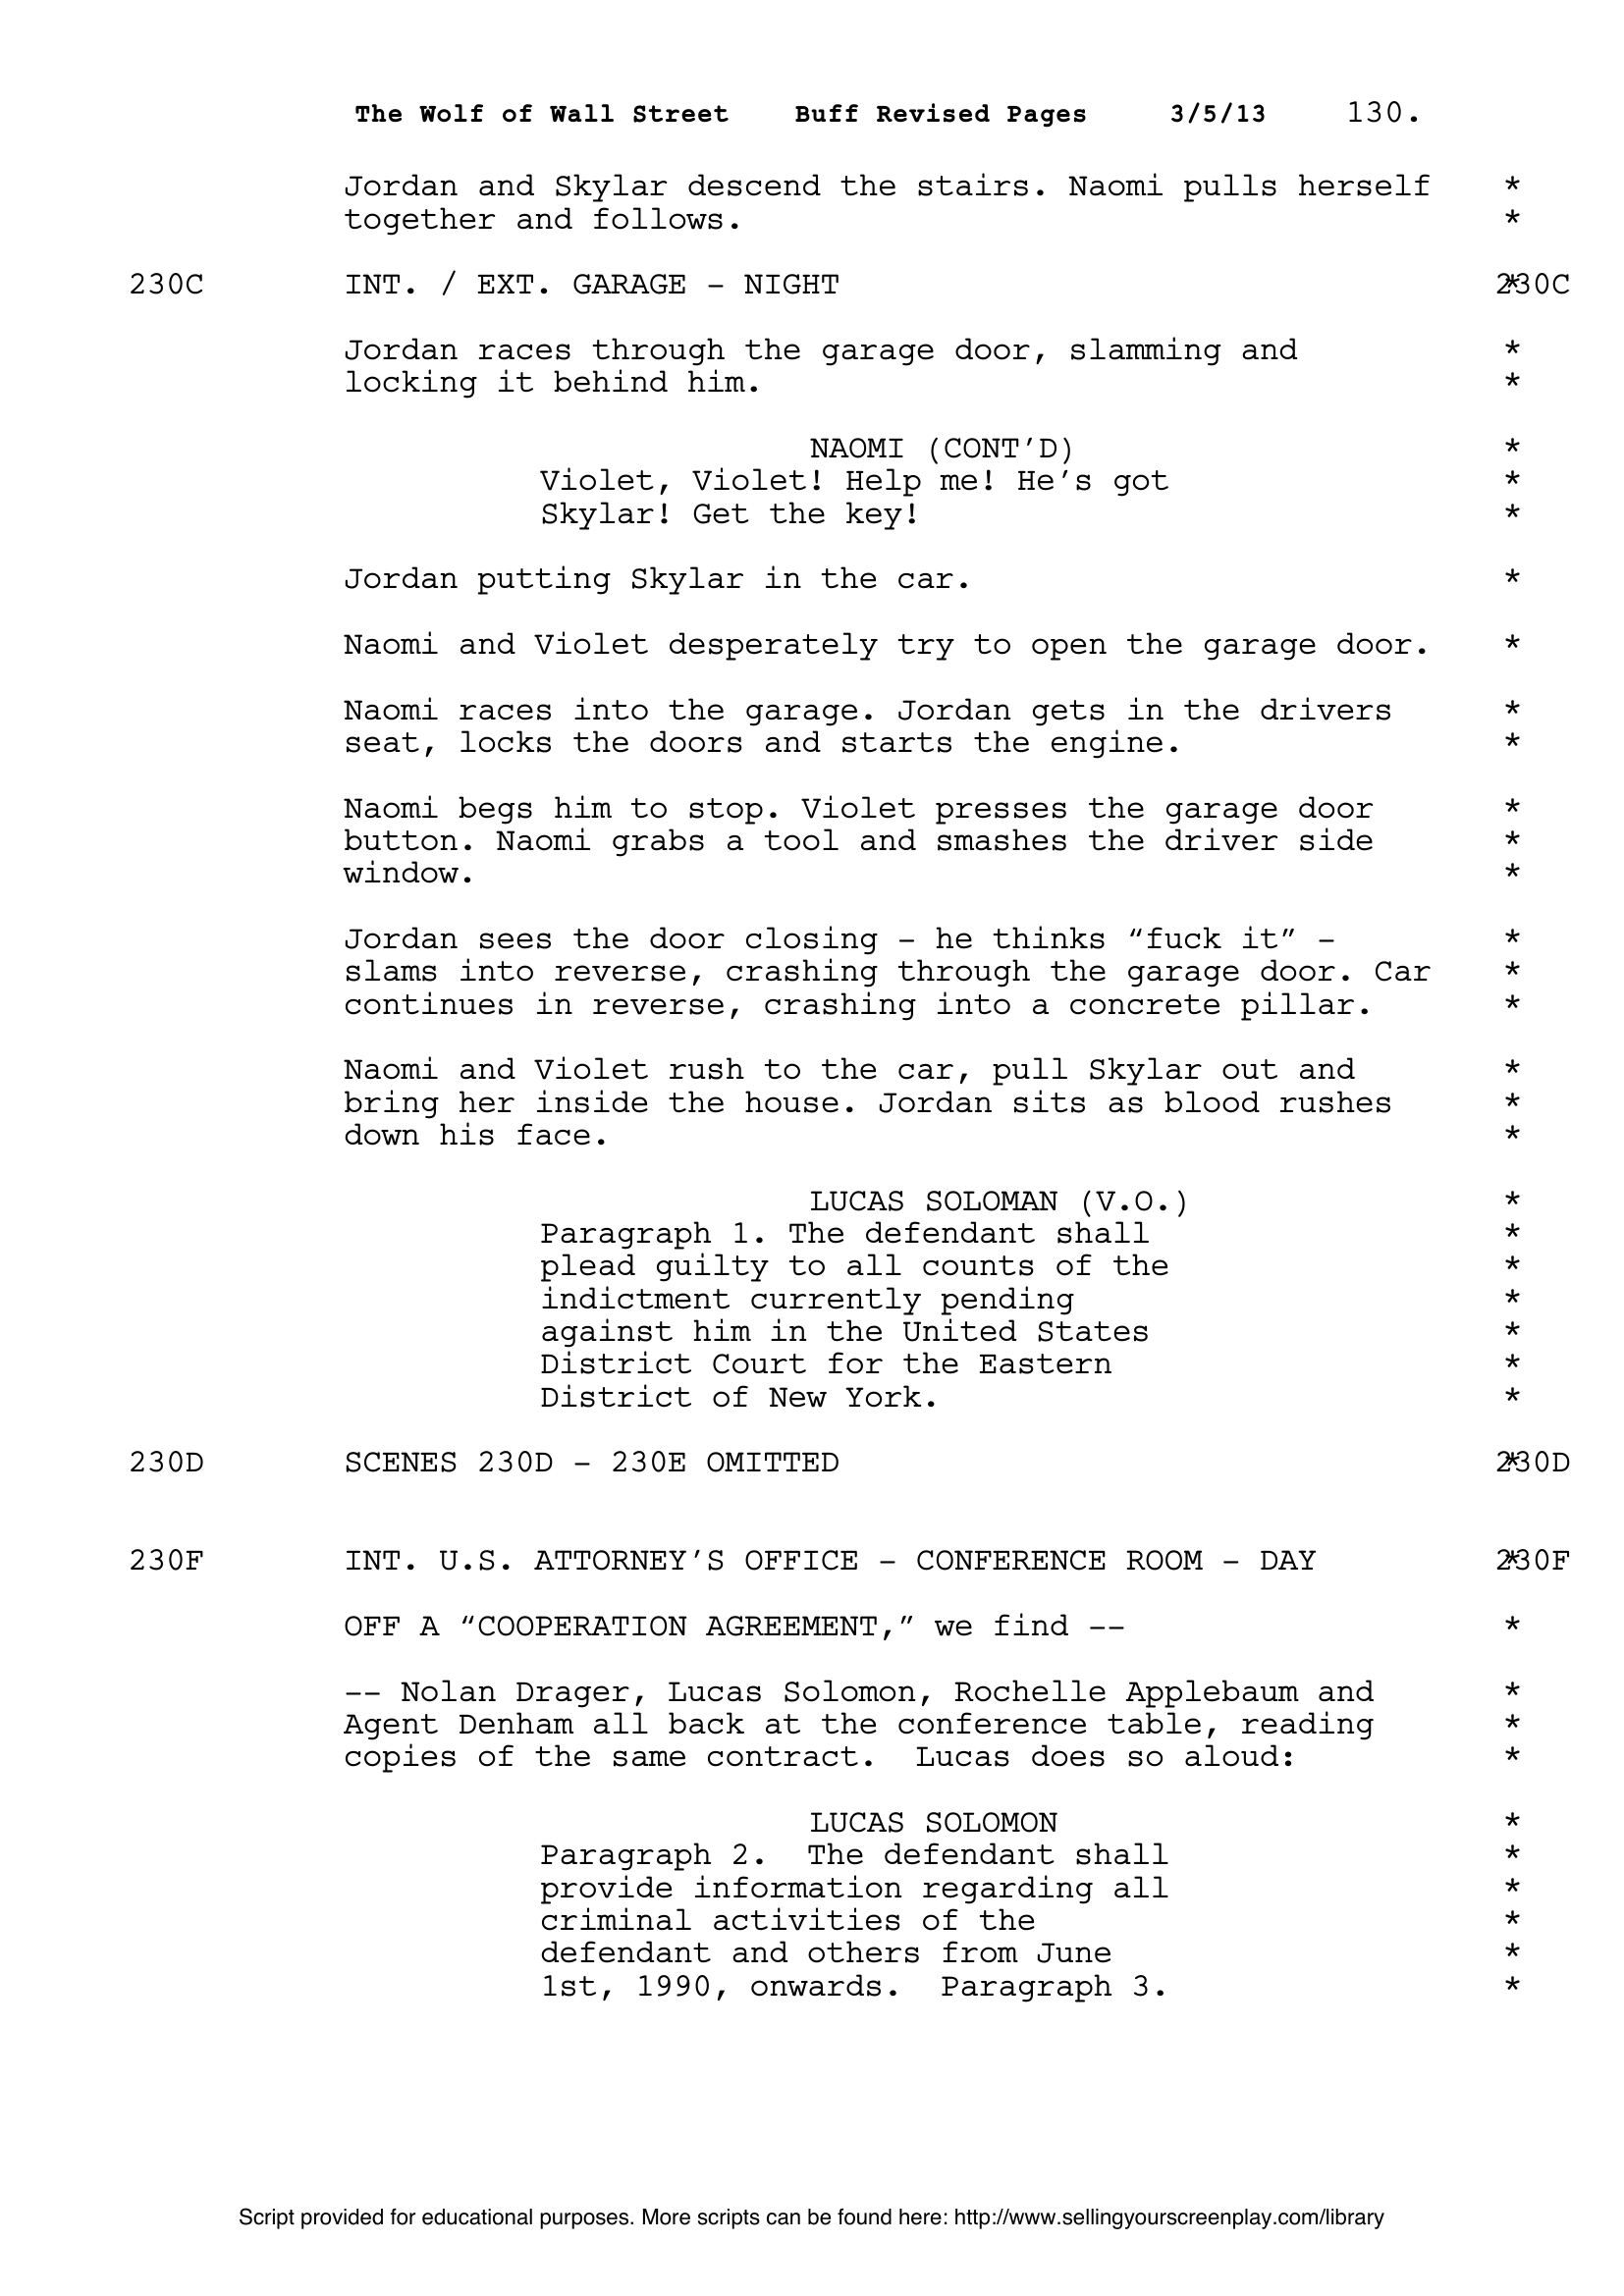 The Wolf of Wall Street Buff Revised Pages 3/5/13 130.
Jordan and Skylar descend the stairs. Naomi pulls herself *
together and follows. *
230C INT. / EXT. GARAGE - NIGHT 230C *
Jordan races through the garage door, slamming and *
locking it behind him. *
NAOMI (CONT'D) *
Violet, Violet! Help me! He's got *
Skylar! Get the key! *
Jordan putting Skylar in the car. *
Naomi and Violet desperately try to open the garage door. *
Naomi races into the garage. Jordan gets in the drivers *
seat, locks the doors and starts the engine. *
Naomi begs him to stop. Violet presses the garage door *
button. Naomi grabs a tool and smashes the driver side *
window. *
Jordan sees the door closing - he thinks “fuck it” - *
slams into reverse, crashing through the garage door. Car *
continues in reverse, crashing into a concrete pillar. *
Naomi and Violet rush to the car, pull Skylar out and *
bring her inside the house. Jordan sits as blood rushes *
down his face. *
LUCAS SOLOMAN (V.O.) *
Paragraph 1. The defendant shall *
plead guilty to all counts of the *
indictment currently pending *
against him in the United States *
District Court for the Eastern *
District of New York. *
230D SCENES 230D - 230E OMITTED 230D *
230F INT. U.S. ATTORNEY'S OFFICE - CONFERENCE ROOM - DAY 230F *
OFF A “COOPERATION AGREEMENT,” we find -- *
-- Nolan Drager, Lucas Solomon, Rochelle Applebaum and *
Agent Denham all back at the conference table, reading *
copies of the same contract.  Lucas does so aloud: *
LUCAS SOLOMON *
Paragraph 2.  The defendant shall *
provide information regarding all *
criminal activities of the *
defendant and others from June *
1st, 1990, onwards.  Paragraph 3. *
Script provided for educational purposes. More scripts can be found here: http://www.sellingyourscreenplay.com/library